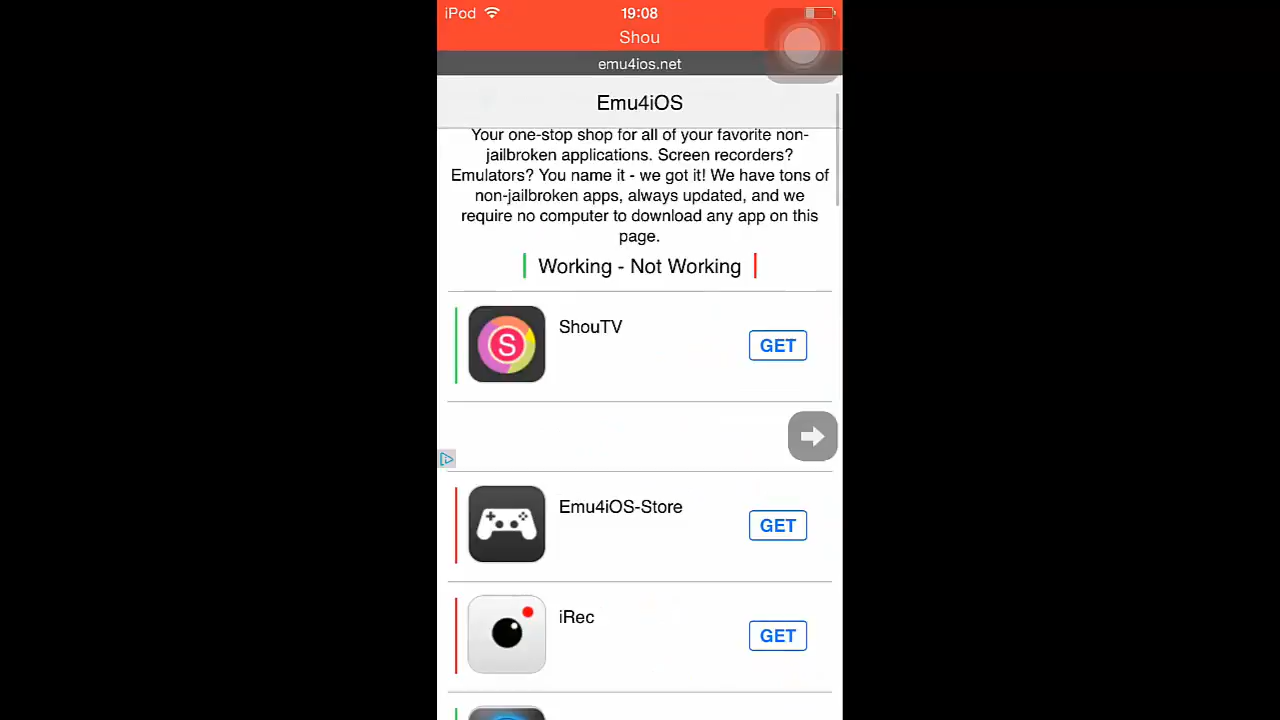 iPod 19:08
Shou
emu4ios.net
Emu4iOS
Your one-stop shop for all of your favorite non-
jailbroken applications. Screen recorders?
Emulators? You name it - we got it! We have tons of
non-jailbroken apps, always updated, and we
require no computer to download any app on this
page.
Working - Not Working
ShouTV
GET
S
Emu4iOS-Store
GET
iRec
GET